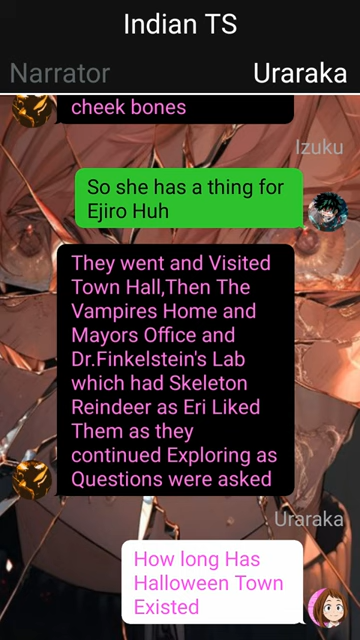 Indian TS
Narrator
Uraraka
cheek bones
Izuku
So she has a thing for
Ejiro Huh
They went and Visited
Town Hall,Then The
Vampires Home and
Mayors Office and
Dr.Finkelstein's Lab
which had Skeleton
Reindeer as Eri Liked
Them as they
continued Exploring as
Questions were asked
Uraraka
How long Has
Halloween Town
Existed